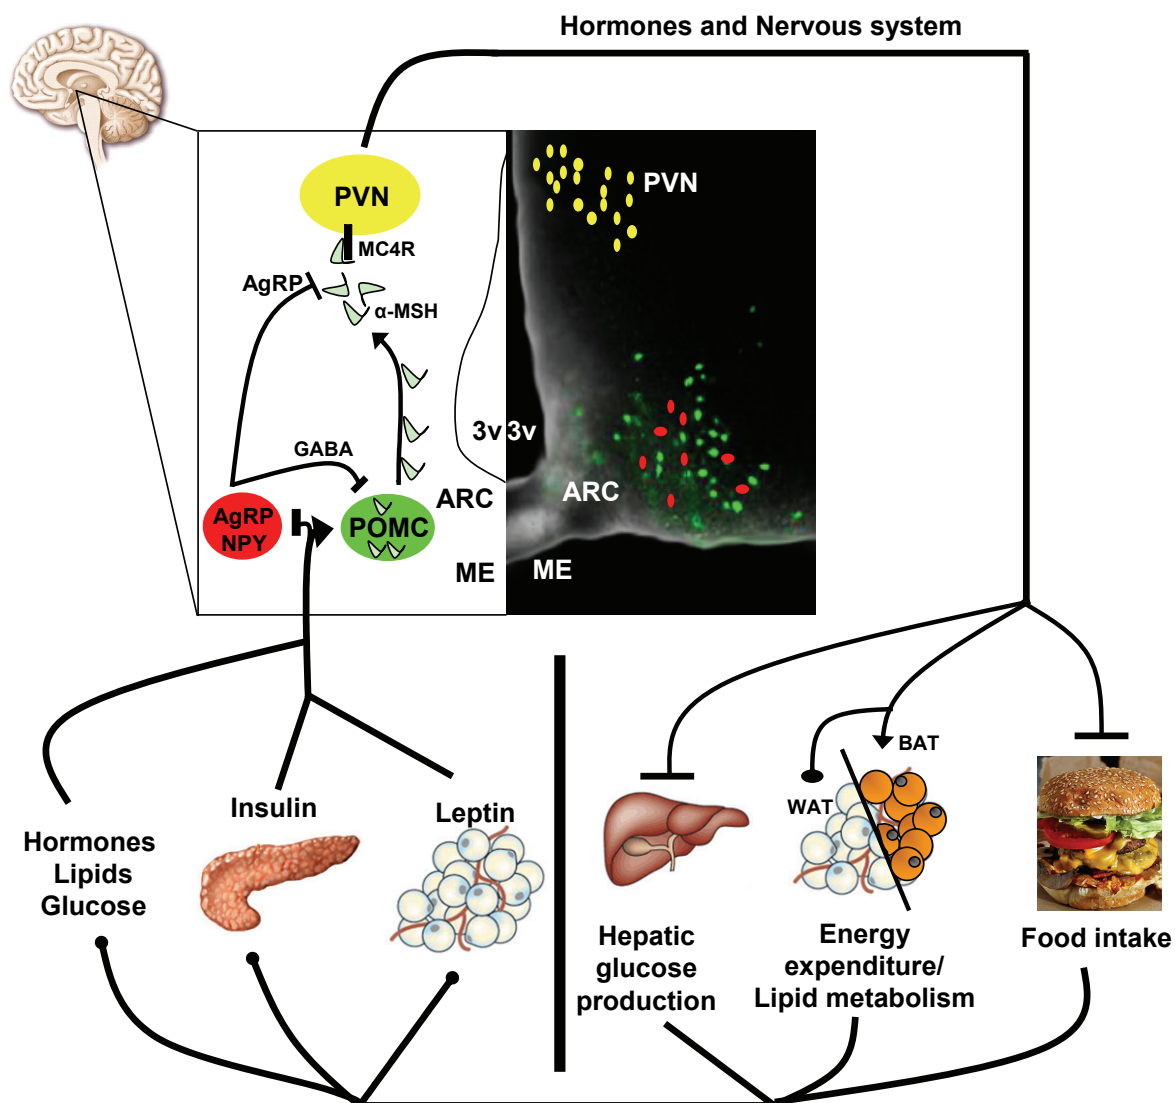 Hormones and Nervous system
PVN
PVN
MC4R
AgRP
α-MSH
GABA
3v
3v
AgRP
NPY
POMC
ARC
ARC
ME
ME
BAT
WAT
Insulin
Leptin
Hormones
Lipids
Glucose
Hepatic
glucose
production
Energy
expenditure/
Lipid metabolism
Food intake